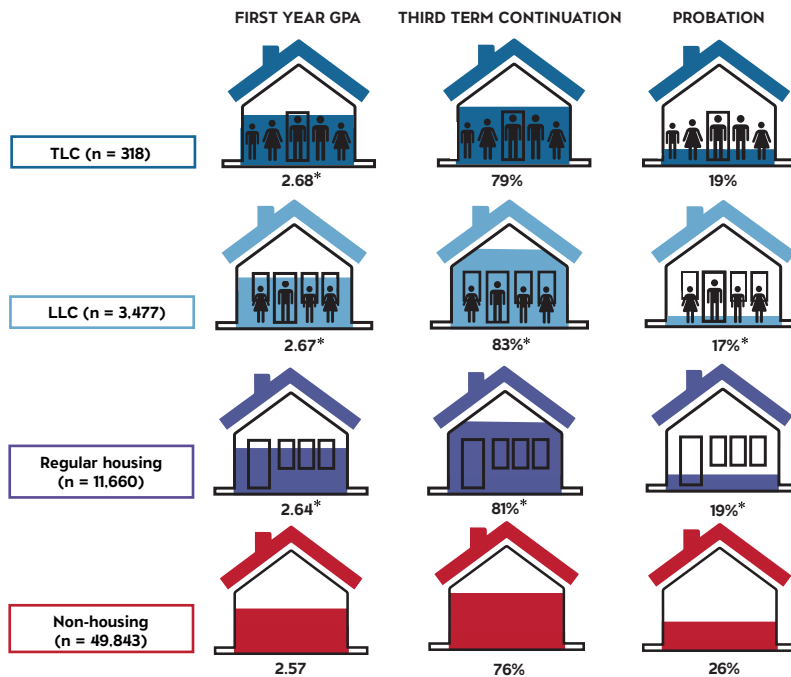 FIRST YEAR GPA THIRD TERM CONTINUATION PROBATION
TLC (n = 318)
2.68* 79% 19%
LLC (n = 3,477)
2.67* 83%* 17%*
Regular housing
(n = 11,660)
2.64* 81%* 19%*
Non-housing
(n = 49,843)
2.57 76% 26%